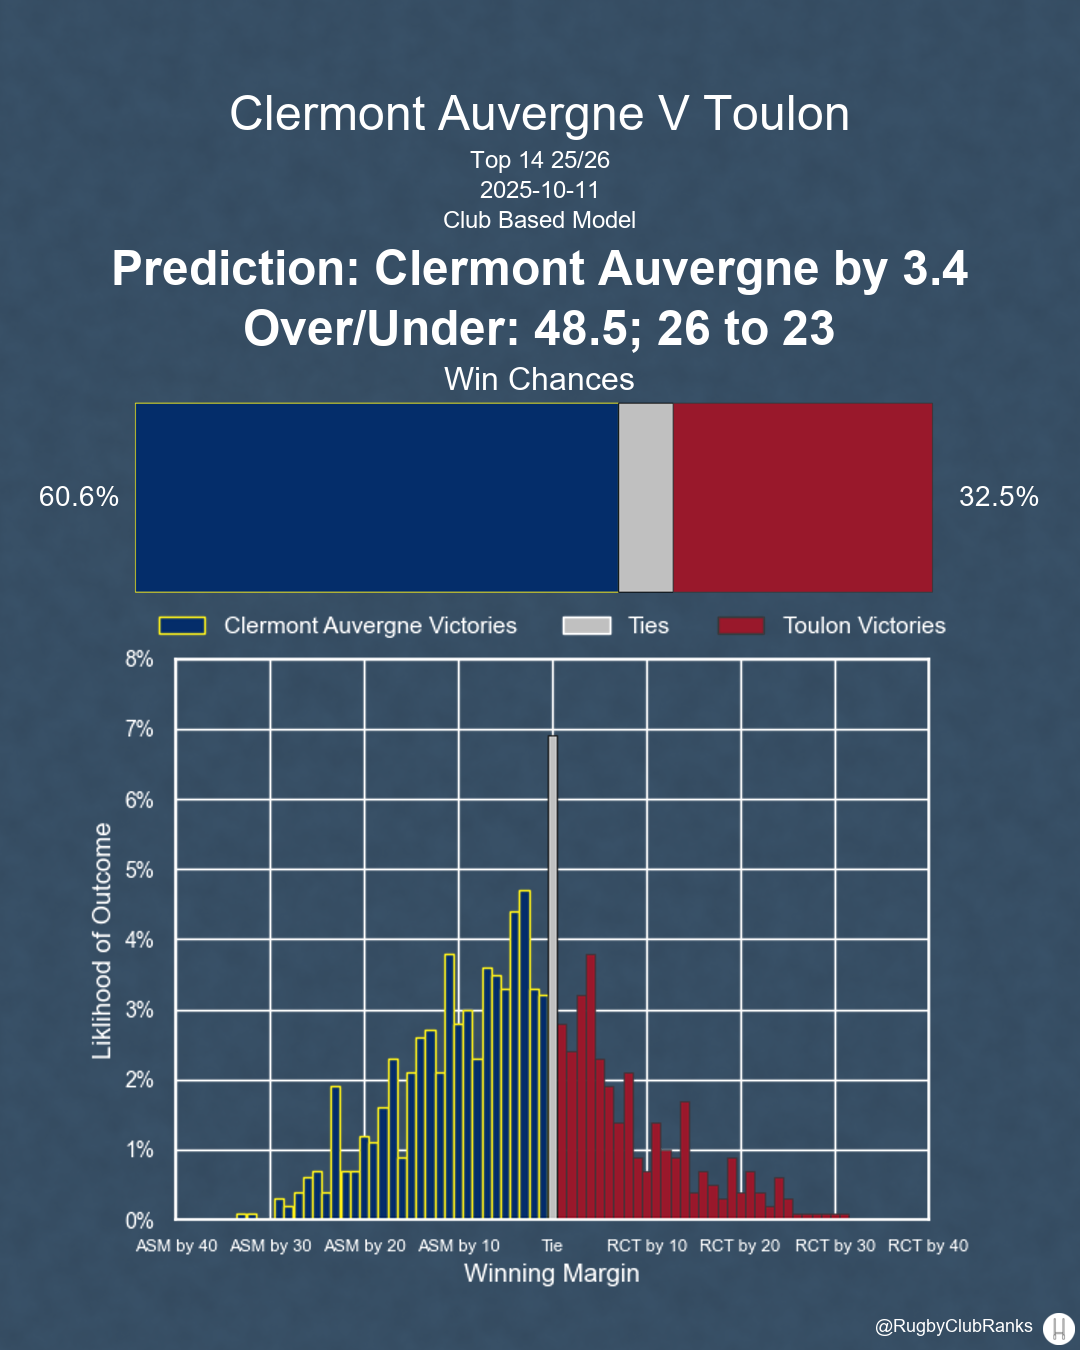 Clermont Auvergne V Toulon
Top 14 25/26
2025-10-11
Club Based Model
Prediction: Clermont Auvergne by 3.4
Over/Under: 48.5; 26 to 23
Win Chances
60.6%
32.5%
Clermont Auvergne Victories
Ties
Toulon Victories
8%
7%
6%
5%
4%
3%
2%
1%
0%
Liklihood of Outcome
ASM by 40
ASM by 30
ASM by 20
ASM by 10
Tie
RCT by 10
RCT by 20
RCT by 30
RCT by 40
Winning Margin
@RugbyClubRanks